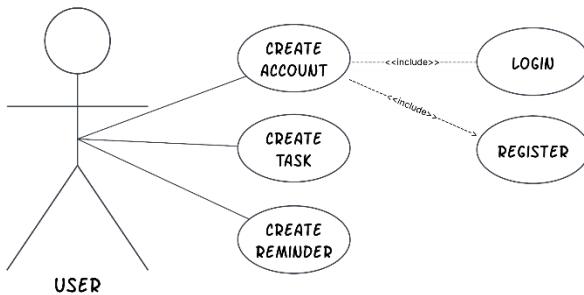 CREATE
ACCOUNT
<<include>>
LOGIN
<<include>>
CREATE
TASK
REGISTER
CREATE
REMINDER
USER